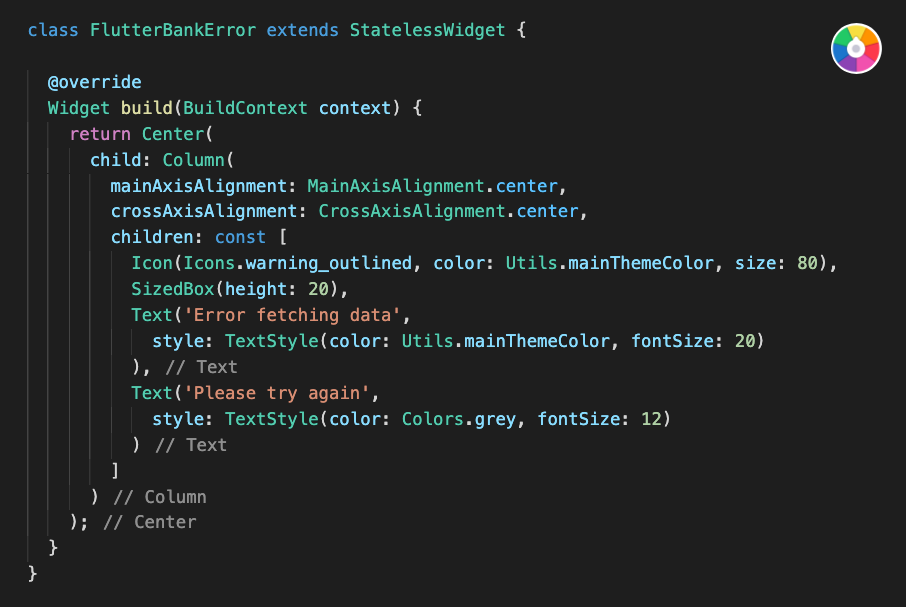 class FlutterBankError extends StatelessWidget {
@override
Widget build(BuildContext context) {
return Center(
child: Column(
mainAxisAlignment: MainAxisAlignment.center,
crossAxisAlignment: CrossAxisAlignment.center,
children: const [
Icon(Icons.warning_outlined, color: Utils.mainThemeColor, size: 80),
SizedBox(height: 20),
Text('Error fetching data',
style: TextStyle(color: Utils.mainThemeColor, fontSize: 20)
), // Text
Text('Please try again',
style: TextStyle(color: Colors.grey, fontSize: 12)
) // Text
]
) // Column
); // Center
}
}